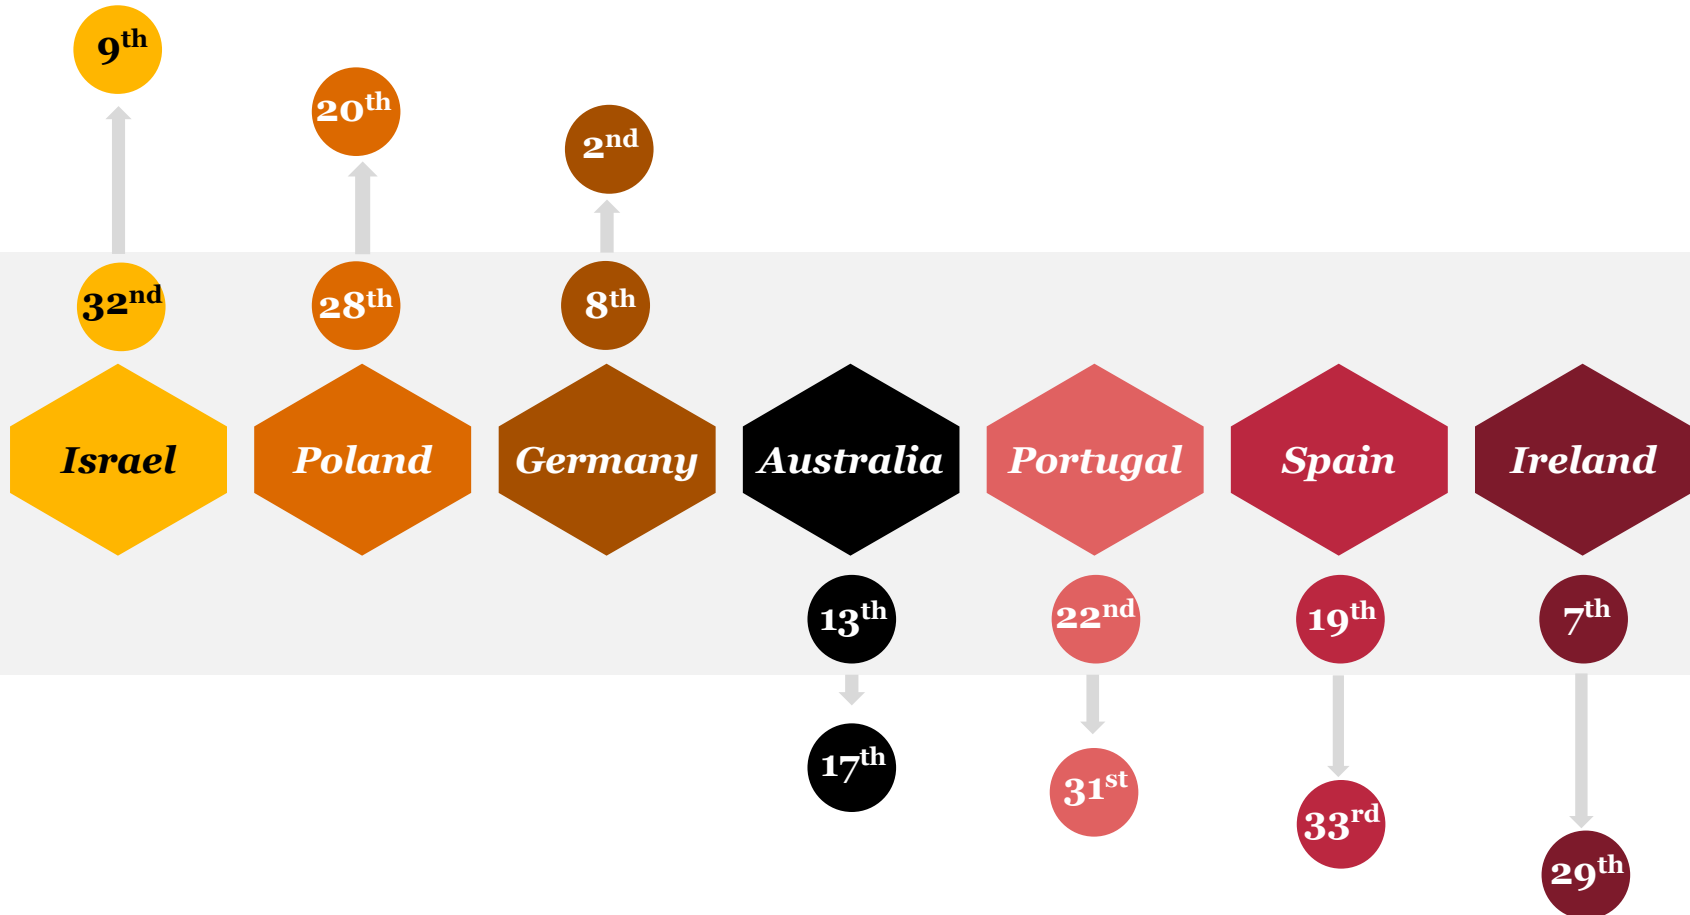 9th
20th
2nd
32nd
28th
8th
Israel
Poland
Germany
Australia
Portugal
Spain
Ireland
13th
22nd
19th
7th
17th
31st
33rd
29th